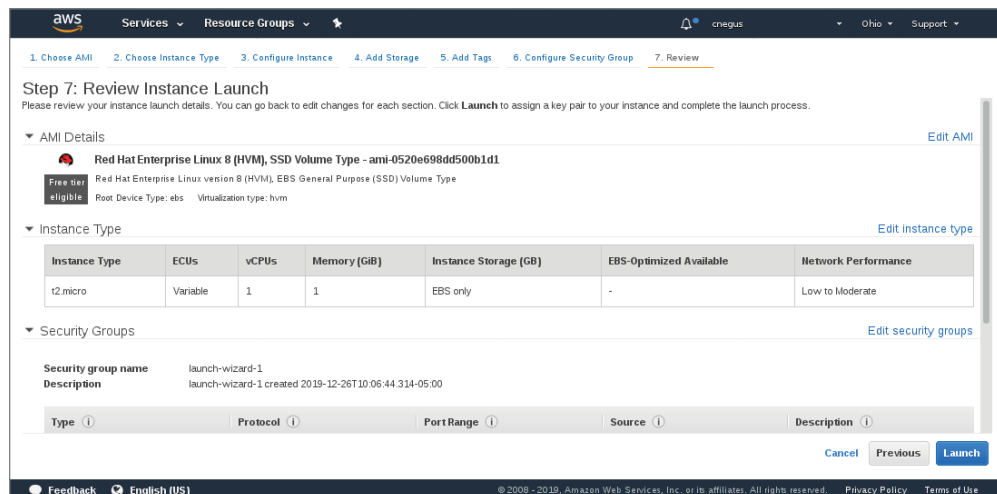 aws Services Resource Groups cnegus Ohio Support
1. Choose AMI 2. Choose Instance Type 3. Configure Instance 4. Add Storage 5. Add Tags 6. Configure Security Group 7. Review
Step 7: Review Instance Launch
Please review your instance launch details. You can go back to edit changes for each section. Click Launch to assign a key pair to your instance and complete the launch process.
AMI Details Edit AMI
Red Hat Enterprise Linux 8 (HVM), SSD Volume Type - ami-0520e698dd500b1d1
Free tier eligible
Red Hat Enterprise Linux version 8 (HVM), EBS General Purpose (SSD) Volume Type
Root Device Type: ebs Virtualization type: hvm
Instance Type Edit instance type
Instance Type ECUs vCPUs Memory (GiB) Instance Storage (GB) EBS-Optimized Available Network Performance
t2.micro Variable 1 1 EBS only - Low to Moderate
Security Groups Edit security groups
Security group name launch-wizard-1
Description launch-wizard-1 created 2019-12-26T10:06:44.314-05:00
Type Protocol Port Range Source Description
Cancel Previous Launch
Feedback English (US) © 2008 - 2019, Amazon Web Services, Inc. or its affiliates. All rights reserved. Privacy Policy Terms of Use